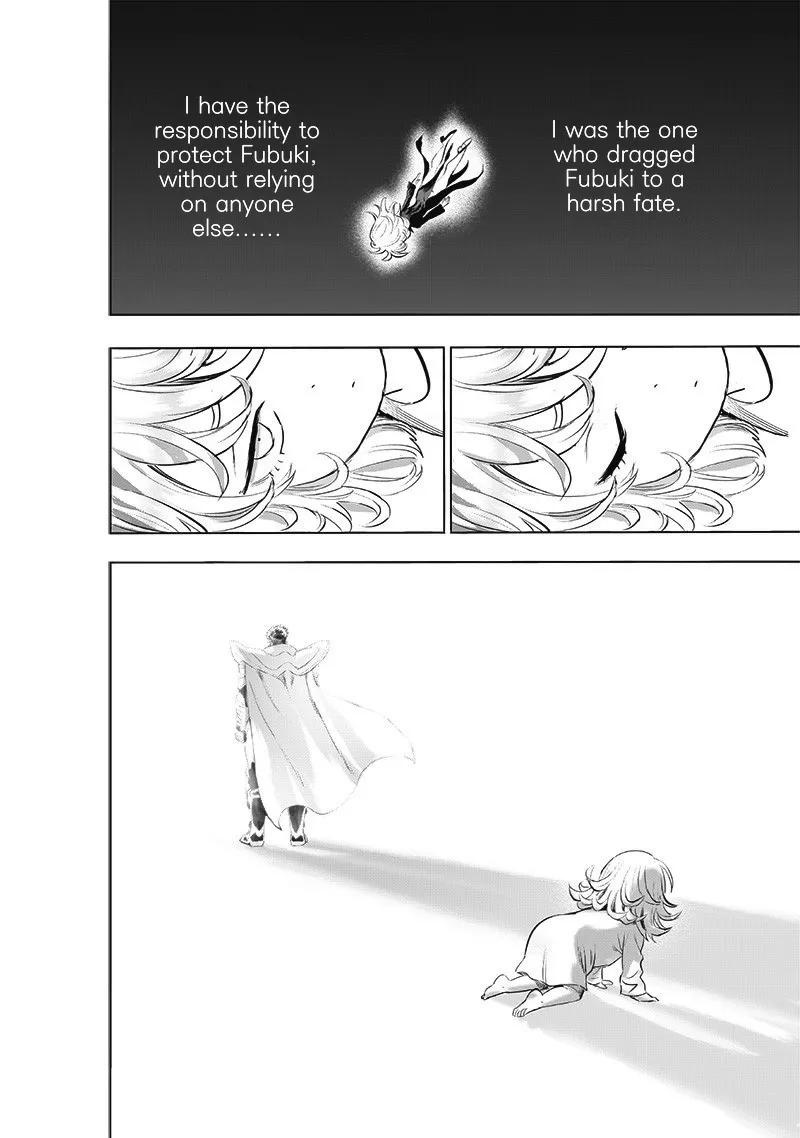 I was the one
who dragged
Fubuki to a
harsh fate.
I have the
responsibility to
protect Fubuki,
without relying
on anyone
else......